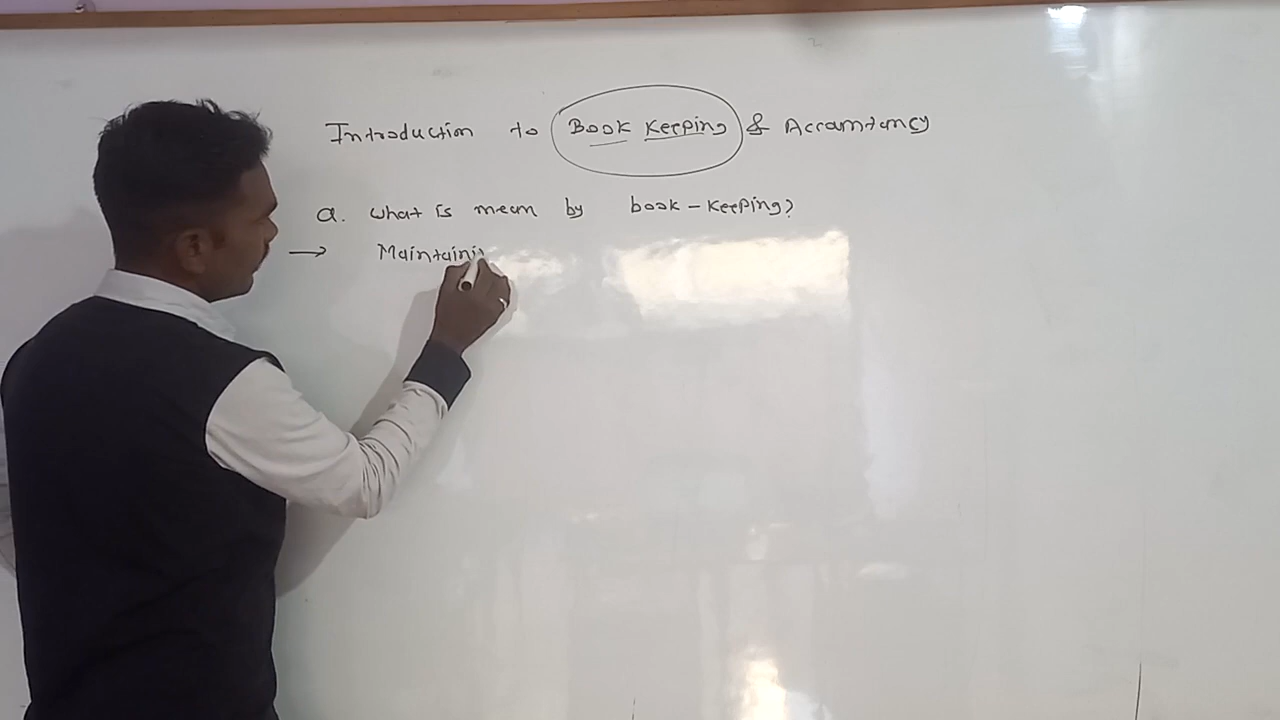 Introduction to Book Keeping & Accountancy
Q. What is mean by book-keeping?
→ Maintaini